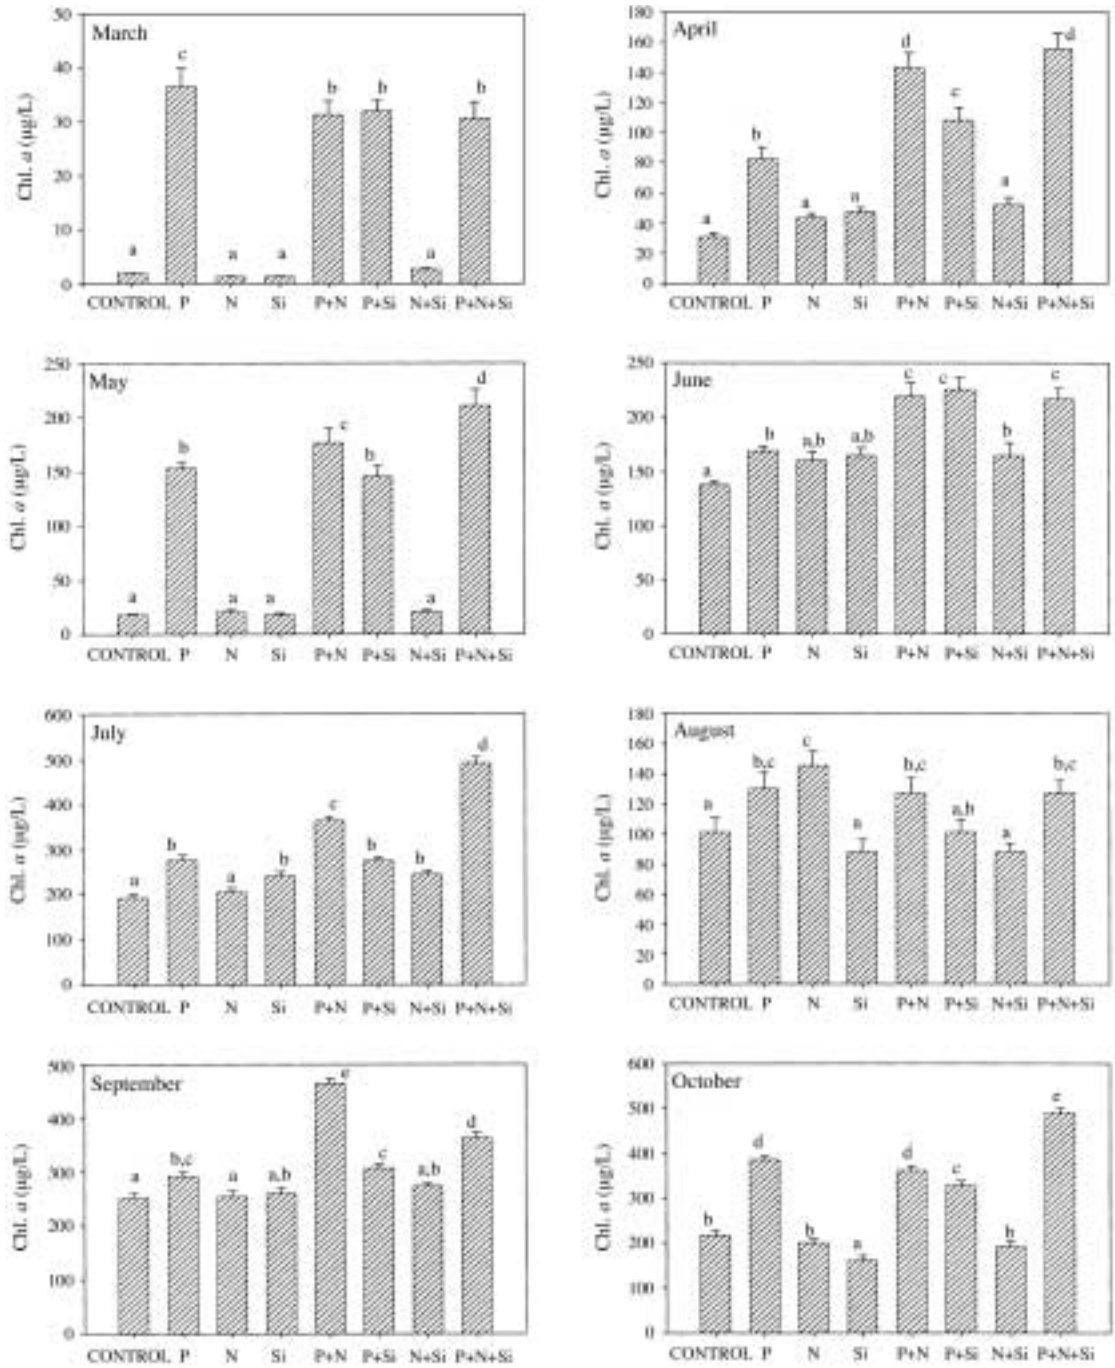 March
c
b
b
b
a
a
a
a
50
40
30
20
10
0
Chl. a (µg/L)
CONTROL P N Si P+N P+Si N+Si P+N+Si
April
d
d
c
b
a
a
a
a
180
160
140
120
100
80
60
40
20
0
Chl. a (µg/L)
CONTROL P N Si P+N P+Si N+Si P+N+Si
May
d
c
b
b
a
a
a
a
250
200
150
100
50
0
Chl. a (µg/L)
CONTROL P N Si P+N P+Si N+Si P+N+Si
June
c
c
c
a
b
a,b
a,b
b
250
200
150
100
50
0
Chl. a (µg/L)
CONTROL P N Si P+N P+Si N+Si P+N+Si
July
d
c
a
b
a
b
b
b
600
500
400
300
200
100
0
Chl. a (µg/L)
CONTROL P N Si P+N P+Si N+Si P+N+Si
August
c
b,c
b,c
b,c
a
a
a,b
a
180
160
140
120
100
80
60
40
20
0
Chl. a (µg/L)
CONTROL P N Si P+N P+Si N+Si P+N+Si
September
e
d
a
b,c
a
a,b
c
a,b
500
400
300
200
100
0
Chl. a (µg/L)
CONTROL P N Si P+N P+Si N+Si P+N+Si
October
e
d
d
c
b
b
a
b
600
500
400
300
200
100
0
Chl. a (µg/L)
CONTROL P N Si P+N P+Si N+Si P+N+Si